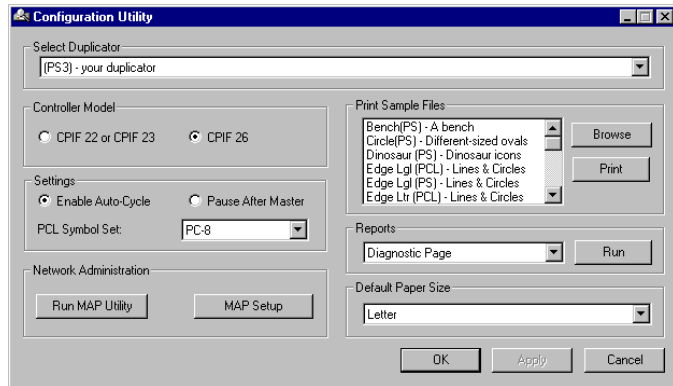 Configuration Utility
Select Duplicator
(PS3) - your duplicator
Controller Model
CPIF 22 or CPIF 23
CPIF 26
Settings
Enable Auto-Cycle
Pause After Master
PCL Symbol Set:
PC-8
Network Administration
Run MAP Utility
MAP Setup
Print Sample Files
Bench(PS) - A bench
Circle(PS) - Different-sized ovals
Dinosaur (PS) - Dinosaur icons
Edge Lgl (PCL) - Lines & Circles
Edge Lgl (PS) - Lines & Circles
Edge Ltr (PCL) - Lines & Circles
Browse
Print
Reports
Diagnostic Page
Run
Default Paper Size
Letter
OK
Apply
Cancel